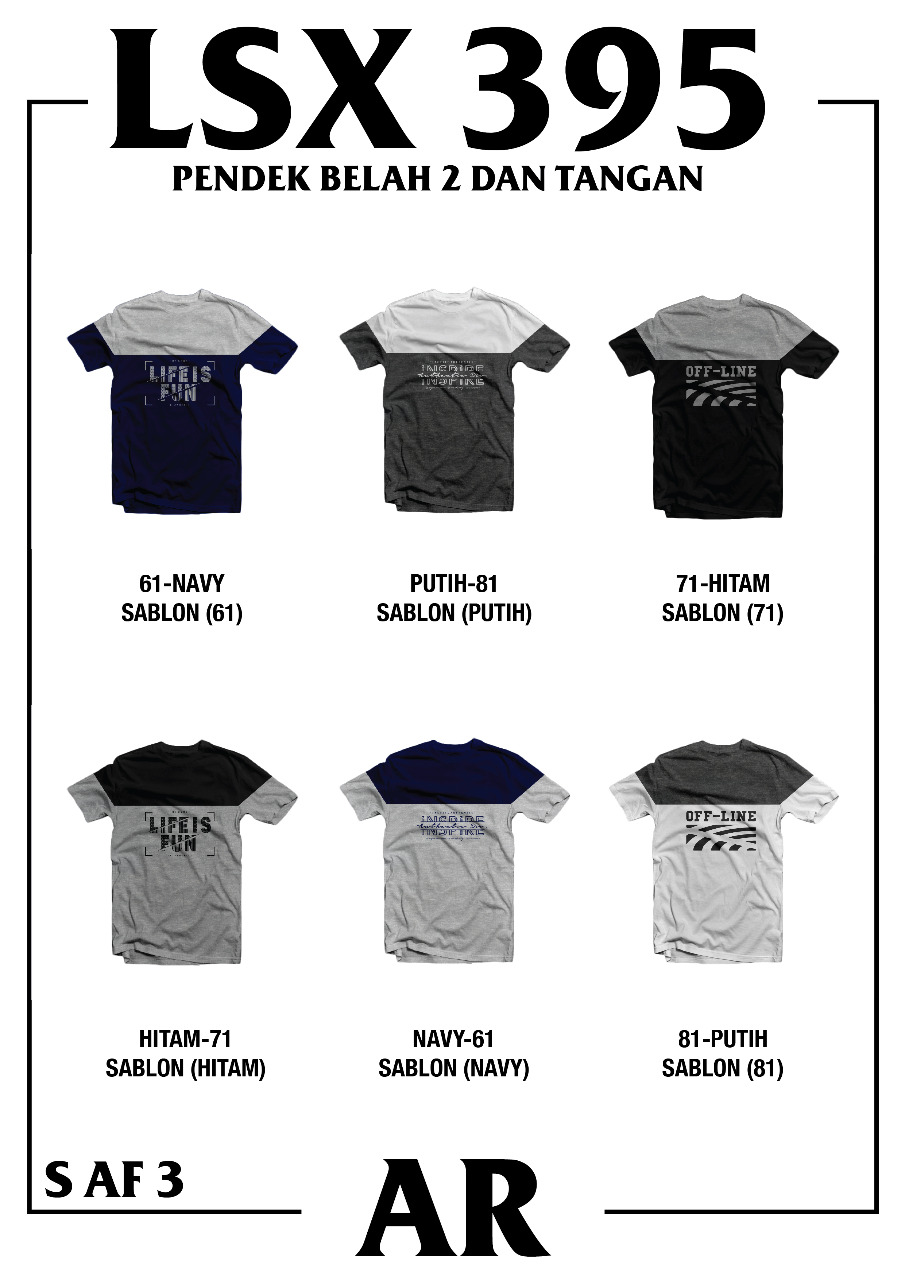 LSX 395
PENDEK BELAH 2 DAN TANGAN
LIFE IS
FUN
INSPIRE
INSPIRE
OFF-LINE
61-NAVY
SABLON (61)
PUTIH-81
SABLON (PUTIH)
71-HITAM
SABLON (71)
LIFE IS
FUN
INSPIRE
INSPIRE
OFF-LINE
HITAM-71
SABLON (HITAM)
NAVY-61
SABLON (NAVY)
81-PUTIH
SABLON (81)
S AF 3
AR